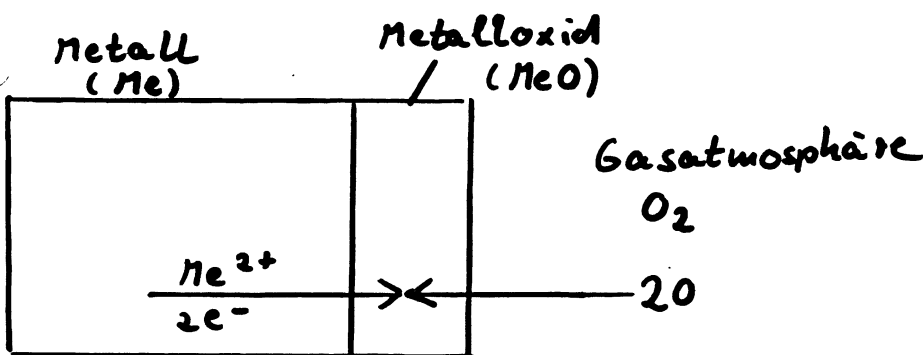 Metall
(Me)
Metalloxid
(MeO)
Gasatmosphäre
O₂
Me²⁺
2e⁻
2O